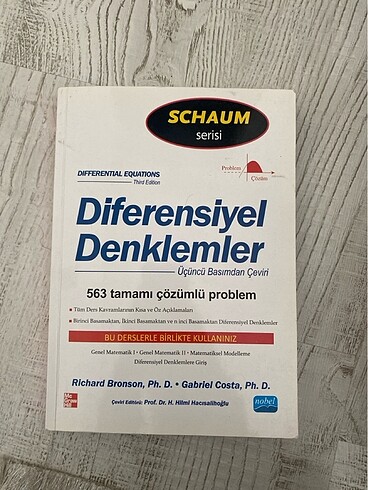 SCHAUM
serisi
DIFFERENTIAL EQUATIONS
Third Edition
Problem
Çözüm
Diferensiyel
Denklemler
Üçüncü Basımdan Çeviri
563 tamamı çözümlü problem
• Tüm Ders Kavramlarının Kısa ve Öz Açıklamaları
• Birinci Basamaktan, İkinci Basamaktan ve n inci Basamaktan Diferensiyel Denklemler
BU DERSLERLE BİRLİKTE KULLANINIZ
Genel Matematik I • Genel Matematik II • Matematiksel Modelleme
Diferensiyel Denklemlere Giriş
Richard Bronson, Ph. D. • Gabriel Costa, Ph. D.
Çeviri Editörü: Prof. Dr. H. Hilmi Hacısalihoğlu
Mc
Graw
Hill
nobel